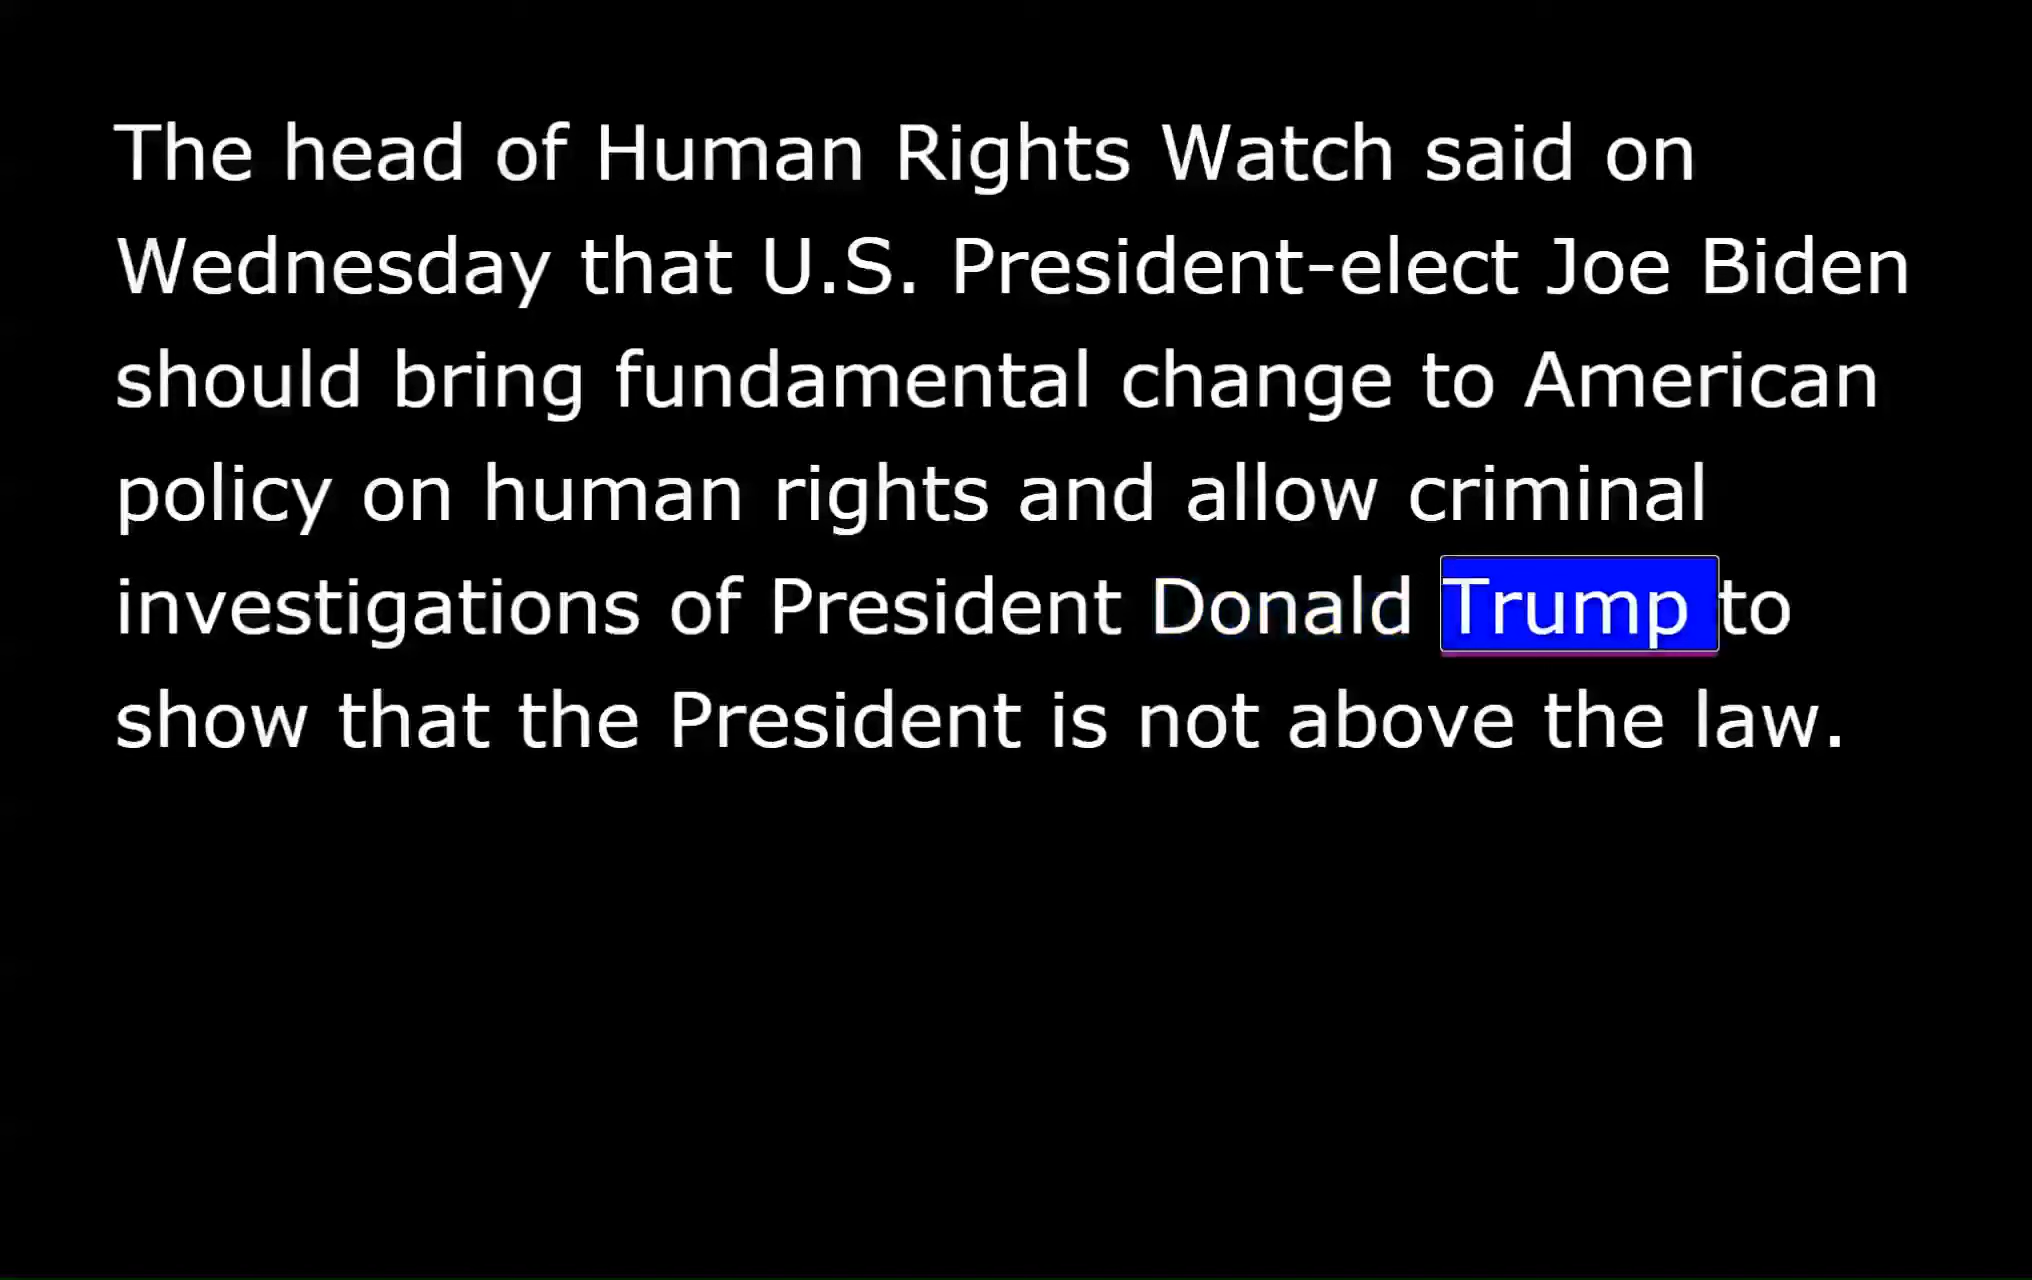 The head of Human Rights Watch said on
Wednesday that U.S. President-elect Joe Biden
should bring fundamental change to American
policy on human rights and allow criminal
investigations of President Donald Trump to
show that the President is not above the law.